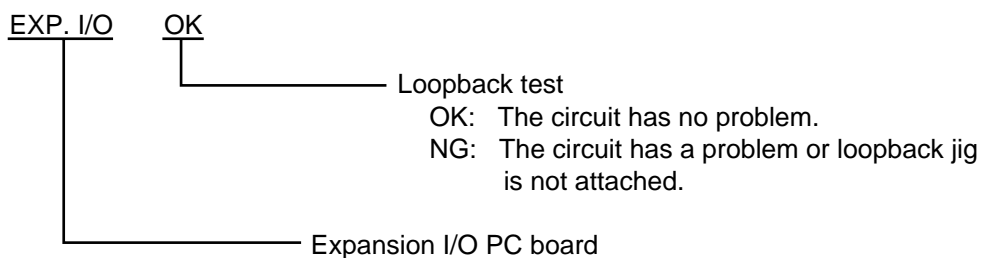 EXP. I/O OK
Loopback test
OK: The circuit has no problem.
NG: The circuit has a problem or loopback jig
is not attached.
Expansion I/O PC board